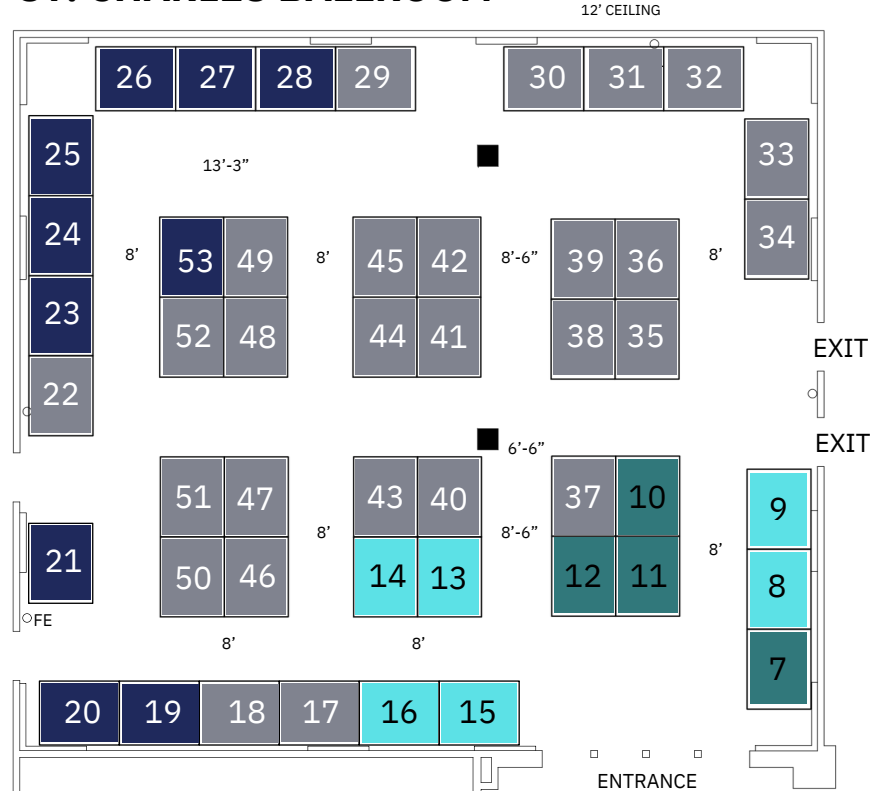 12’ CEILING
26 27 28 29 30 31 32
25 33
13’-3”
24 34
8’ 53 49 8’ 45 42 8’-6” 39 36 8’
23 52 48 44 41 38 35
EXIT
22
EXIT
6’-6”
51 47 43 40 37 10 9
8’ 8’-6” 8’
21 50 46 14 13 12 11 8
FE
8’ 8’
7
20 19 18 17 16 15
ENTRANCE